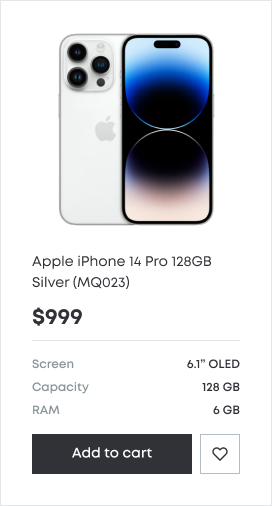 Apple iPhone 14 Pro 128GB
Silver (MQ023)
$999
Screen 6.1” OLED
Capacity 128 GB
RAM 6 GB
Add to cart